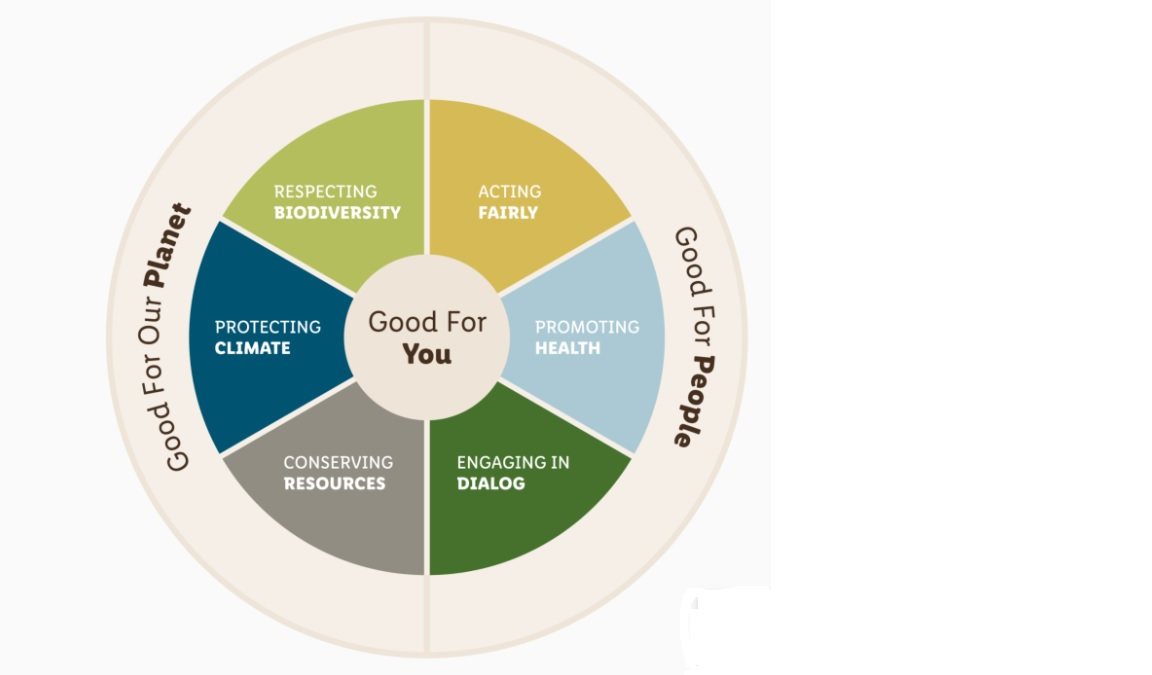 RESPECTING
BIODIVERSITY
ACTING
FAIRLY
Good For Our Planet
PROTECTING
CLIMATE
Good For
You
PROMOTING
HEALTH
Good For People
CONSERVING
RESOURCES
ENGAGING IN
DIALOG